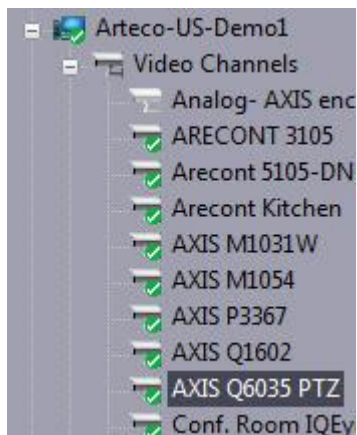 Arteco-US-Demo1
Video Channels
Analog- AXIS enc
ARECONT 3105
Arecont 5105-DN
Arecont Kitchen
AXIS M1031W
AXIS M1054
AXIS P3367
AXIS Q1602
AXIS Q6035 PTZ
Conf. Room IQEy